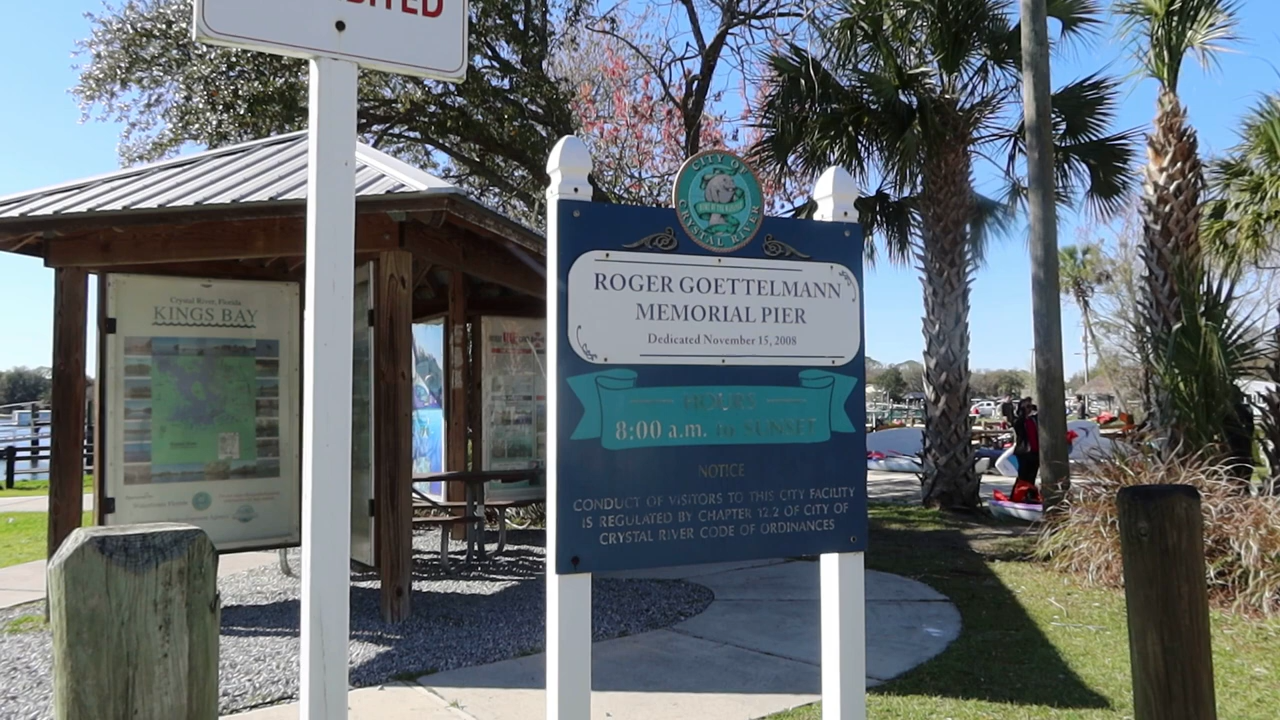 CITY OF
CRYSTAL RIVER
ROGER GOETTELMANN
MEMORIAL PIER
Dedicated November 15, 2008
HOURS
8:00 a.m. to SUNSET
NOTICE
CONDUCT OF VISITORS TO THIS CITY FACILITY
IS REGULATED BY CHAPTER 12.2 OF CITY OF
CRYSTAL RIVER CODE OF ORDINANCES
Crystal River, Florida
KINGS BAY